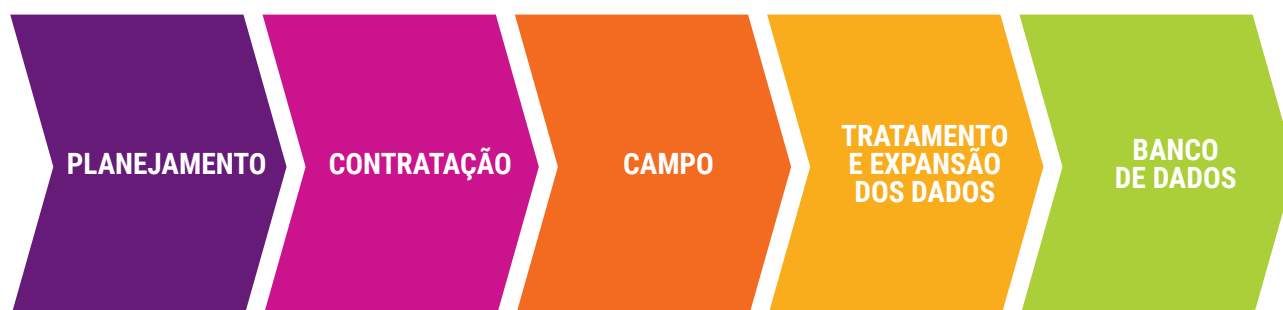 PLANEJAMENTO
CONTRATAÇÃO
CAMPO
TRATAMENTO
E EXPANSÃO
DOS DADOS
BANCO
DE DADOS